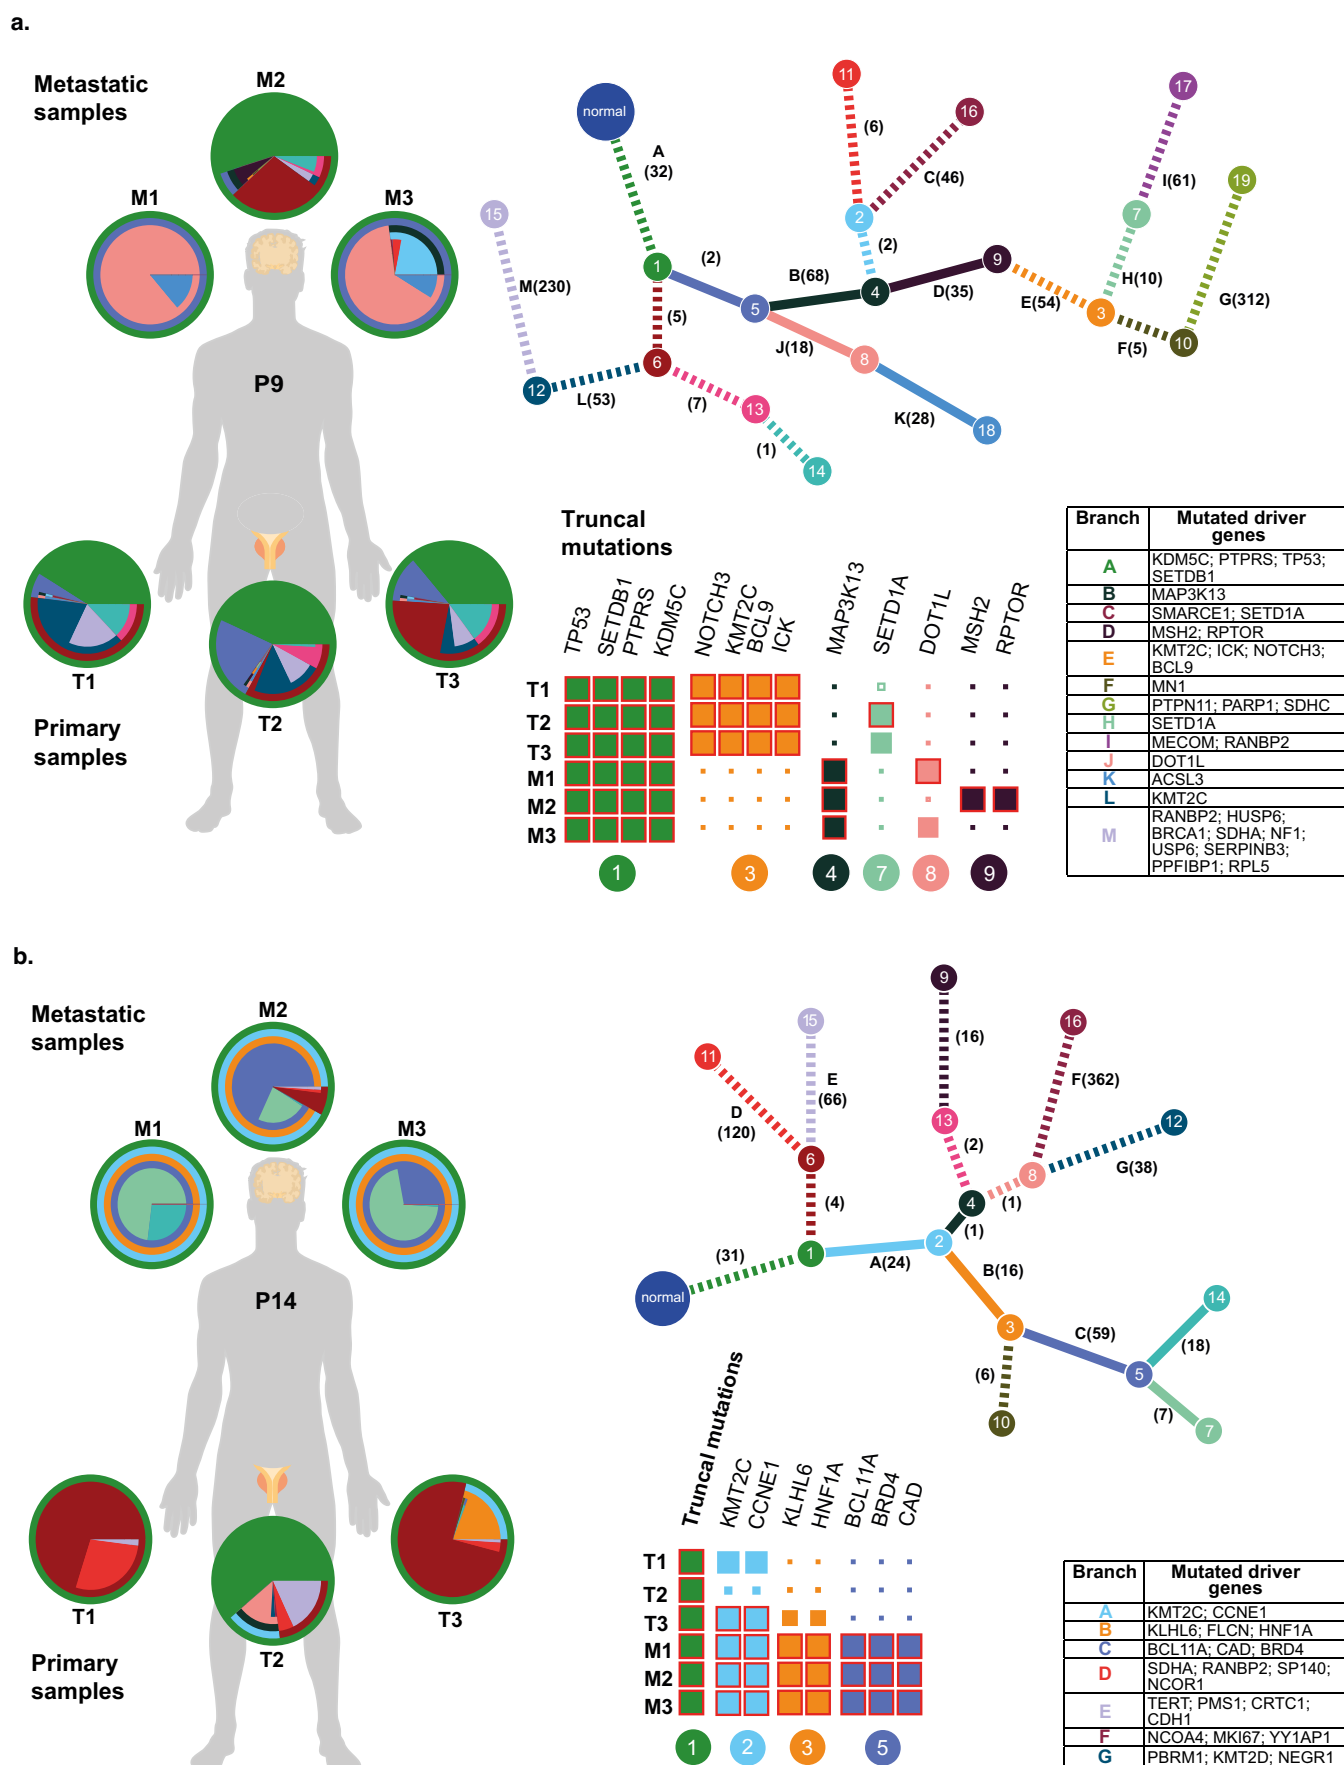 a.
Metastatic
samples
M2
M1
M3
P9
T1
T2
T3
Primary
samples
normal
A
(32)
11
(6)
16
C(46)
2
(2)
17
I(61)
7
H(10)
19
G(312)
15
M(230)
1
(2)
5
B(68)
4
D(35)
9
E(54)
3
F(5)
10
(5)
6
J(18)
8
K(28)
18
12
L(53)
(7)
13
(1)
14
Truncal
mutations
TP53
SETDB1
PTPRS
KDM5C
NOTCH3
KMT2C
BCL9
ICK
MAP3K13
SETD1A
DOT1L
MSH2
RPTOR
T1
T2
T3
M1
M2
M3
1 3 4 7 8 9
Branch Mutated driver
genes
A KDM5C; PTPRS; TP53;
SETDB1
B MAP3K13
C SMARCE1; SETD1A
D MSH2; RPTOR
E KMT2C; ICK; NOTCH3;
BCL9
F MN1
G PTPN11; PARP1; SDHC
H SETD1A
I MECOM; RANBP2
J DOT1L
K ACSL3
L KMT2C
M RANBP2; HUSP6;
BRCA1; SDHA; NF1;
USP6; SERPINB3;
PPFIBP1; RPL5
b.
Metastatic
samples
M2
M1
M3
P14
T1
T2
T3
Primary
samples
9
(16)
15
E
(66)
11
D
(120)
16
F(362)
13
(2)
12
G(38)
6
(4)
8
(1)
4
(1)
(31)
1
A(24)
2
B(16)
normal
3
C(59)
14
(18)
5
(6)
10
(7)
7
Truncal mutations
KMT2C
CCNE1
KLHL6
HNF1A
BCL11A
BRD4
CAD
T1
T2
T3
M1
M2
M3
1 2 3 5
Branch Mutated driver
genes
A KMT2C; CCNE1
B KLHL6; FLCN; HNF1A
C BCL11A; CAD; BRD4
D SDHA; RANBP2; SP140;
NCOR1
E TERT; PMS1; CRTC1;
CDH1
F NCOA4; MKI67; YY1AP1
G PBRM1; KMT2D; NEGR1